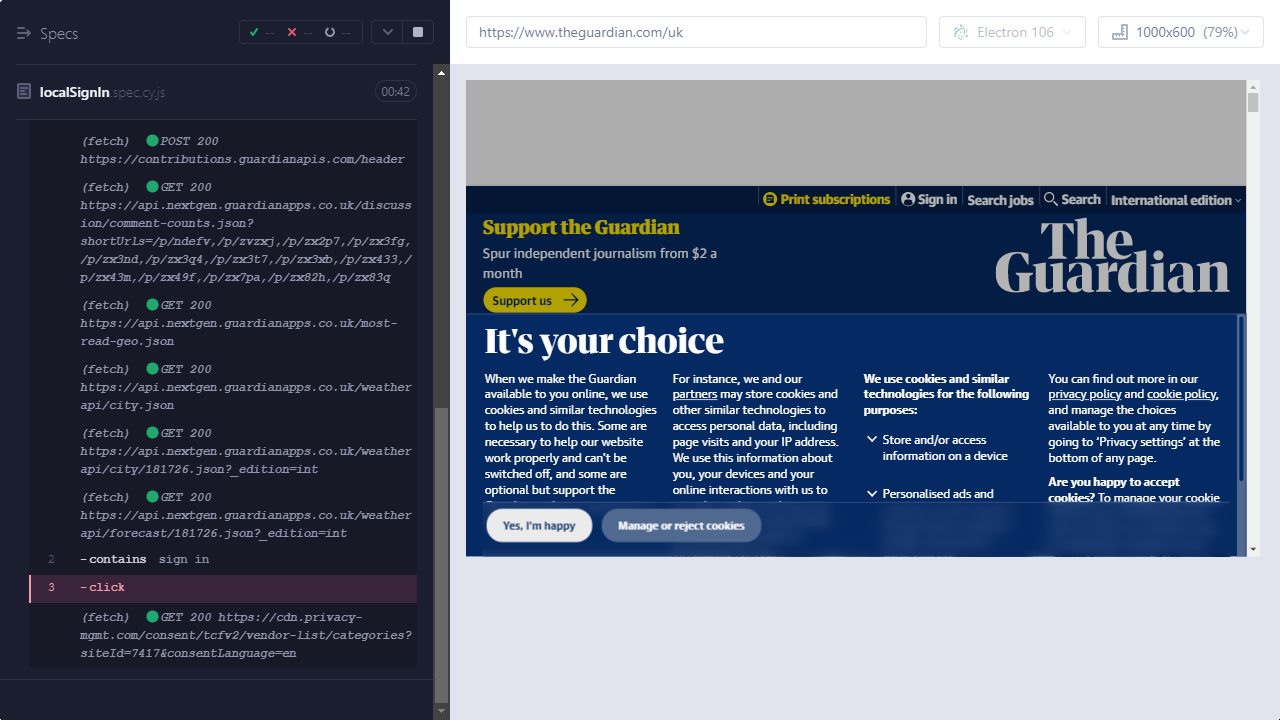 Specs
-- -- --
localSignIn.spec.cy.js
00:42
(fetch) POST 200
https://contributions.guardianapis.com/header
(fetch) GET 200
https://api.nextgen.guardianapps.co.uk/discuss
ion/comment-counts.json?
shortUrls=/p/ndefv,/p/zvzxj,/p/zx2p7,/p/zx3fg,
/p/zx3nd,/p/zx3q4,/p/zx3t7,/p/zx3xb,/p/zx433,/
p/zx43m,/p/zx49f,/p/zx7pa,/p/zx82h,/p/zx83q
(fetch) GET 200
https://api.nextgen.guardianapps.co.uk/most-
read-geo.json
(fetch) GET 200
https://api.nextgen.guardianapps.co.uk/weather
api/city.json
(fetch) GET 200
https://api.nextgen.guardianapps.co.uk/weather
api/city/181726.json?_edition=int
(fetch) GET 200
https://api.nextgen.guardianapps.co.uk/weather
api/forecast/181726.json?_edition=int
2 -contains sign in
3 -click
(fetch) GET 200 https://cdn.privacy-
mgmt.com/consent/tcfv2/vendor-list/categories?
siteId=7417&consentLanguage=en
https://www.theguardian.com/uk
Electron 106
1000x600 (79%)
Print subscriptions
Sign in
Search jobs
Search
International edition
Support the Guardian
Spur independent journalism from $2 a
month
Support us
The
Guardian
It's your choice
When we make the Guardian
available to you online, we use
cookies and similar technologies
to help us to do this. Some are
necessary to help our website
work properly and can't be
switched off, and some are
optional but support the
For instance, we and our
partners may store cookies and
other similar technologies to
access personal data, including
page visits and your IP address.
We use this information about
you, your devices and your
online interactions with us to
We use cookies and similar
technologies for the following
purposes:
Store and/or access
information on a device
Personalised ads and
You can find out more in our
privacy policy and cookie policy,
and manage the choices
available to you at any time by
going to ‘Privacy settings’ at the
bottom of any page.
Are you happy to accept
cookies? To manage your cookie
Yes, I'm happy
Manage or reject cookies